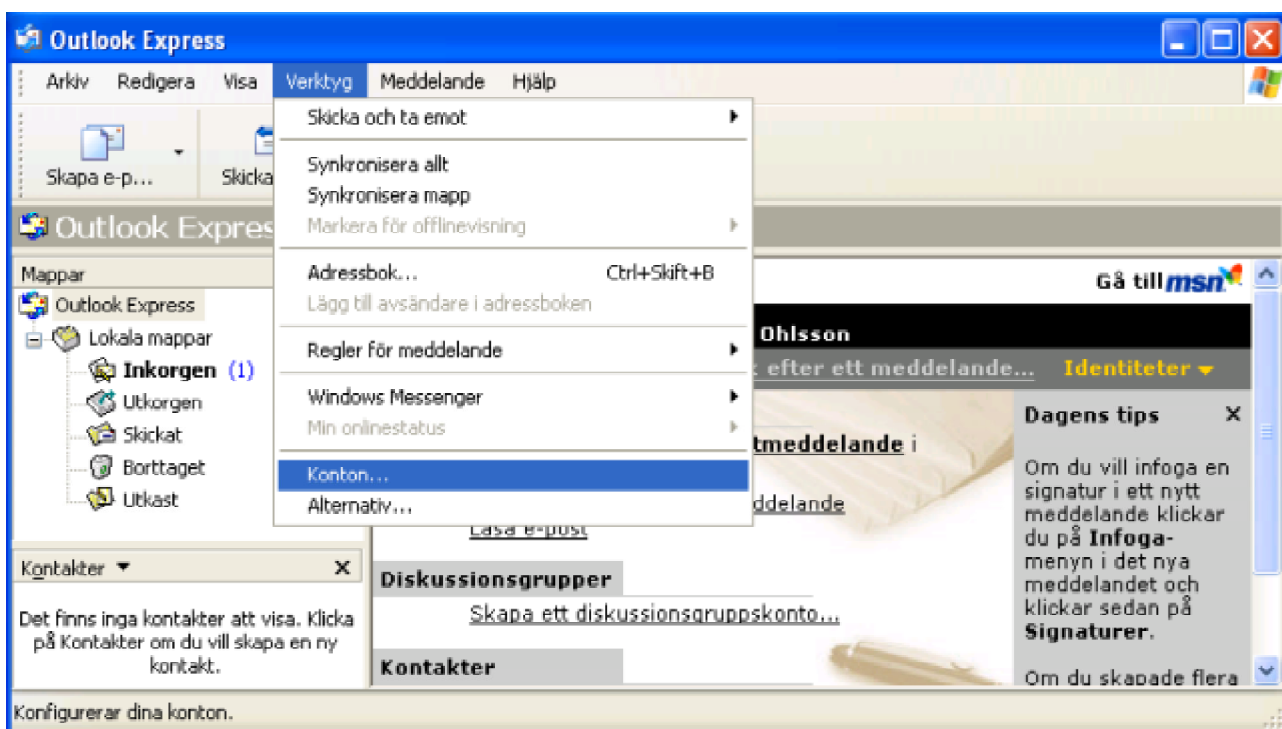 Outlook Express
Arkiv Redigera Visa Verktyg Meddelande Hjälp
Skapa e-p... Skicka
Skicka och ta emot
Synkronisera allt
Synkronisera mapp
Markera för offlinevisning
Adressbok... Ctrl+Skift+B
Lägg till avsändare i adressboken
Regler för meddelande
Windows Messenger
Min onlinestatus
Konton...
Alternativ...
Outlook Expres
Mappar
Outlook Express
Lokala mappar
Inkorgen (1)
Utkorgen
Skickat
Borttaget
Utkast
Kontakter
Det finns inga kontakter att visa. Klicka
på Kontakter om du vill skapa en ny
kontakt.
Gå till msn
Ohlsson
efter ett meddelande... Identiteter
tmeddelande i
ddelande
Läsa e-post
Diskussionsgrupper
Skapa ett diskussionsgruppskonto...
Kontakter
Dagens tips
Om du vill infoga en
signatur i ett nytt
meddelande klickar
du på Infoga-
menyn i det nya
meddelandet och
klickar sedan på
Signaturer.
Om du skapade flera
Konfigurerar dina konton.